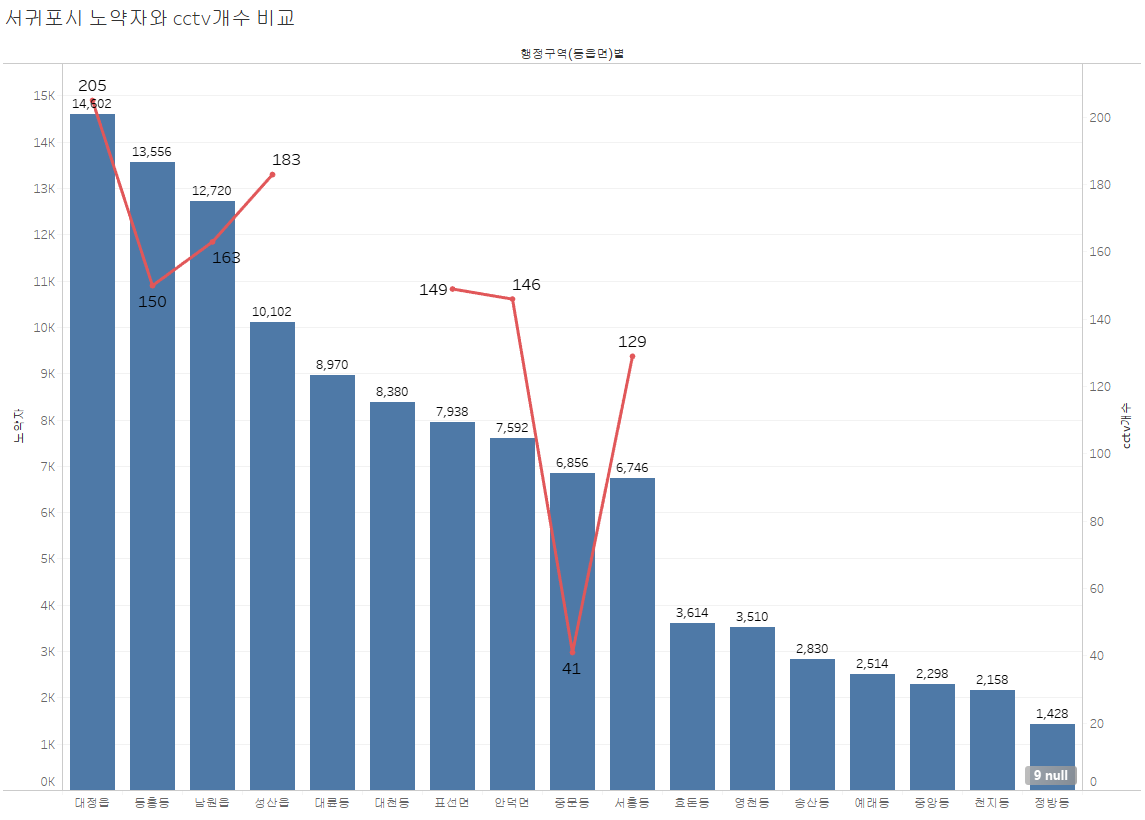 서귀포시 노약자와 cctv개수 비교
행정구역(동읍면)별
노약자
15K
14K
13K
12K
11K
10K
9K
8K
7K
6K
5K
4K
3K
2K
1K
0K
205
14,602
13,556
150
12,720
163
183
10,102
8,970
8,380
149
7,938
146
7,592
6,856
41
129
6,746
3,614
3,510
2,830
2,514
2,298
2,158
1,428
9 null
200
180
160
140
120
100
80
60
40
20
0
cctv개수
대정읍 동홍동 남원읍 성산읍 대륜동 대천동 표선면 안덕면 중문동 서홍동 효돈동 영천동 송산동 예래동 중앙동 천지동 정방동